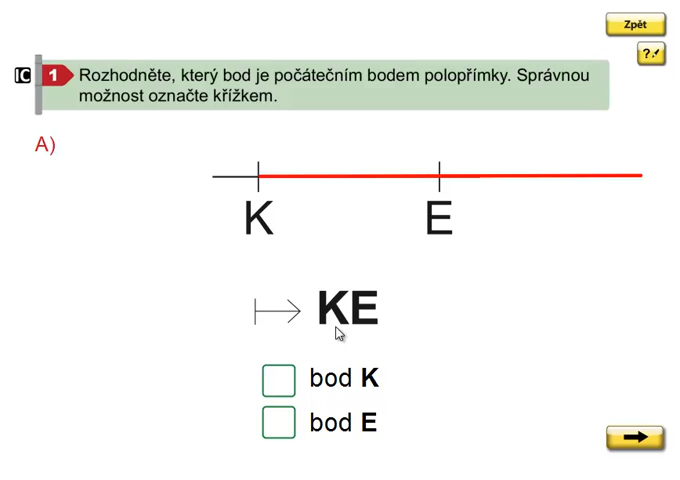 Zpět
?
IC 1 Rozhodněte, který bod je počátečním bodem polopřímky. Správnou
možnost označte křížkem.
A)
K E
KE
bod K
bod E